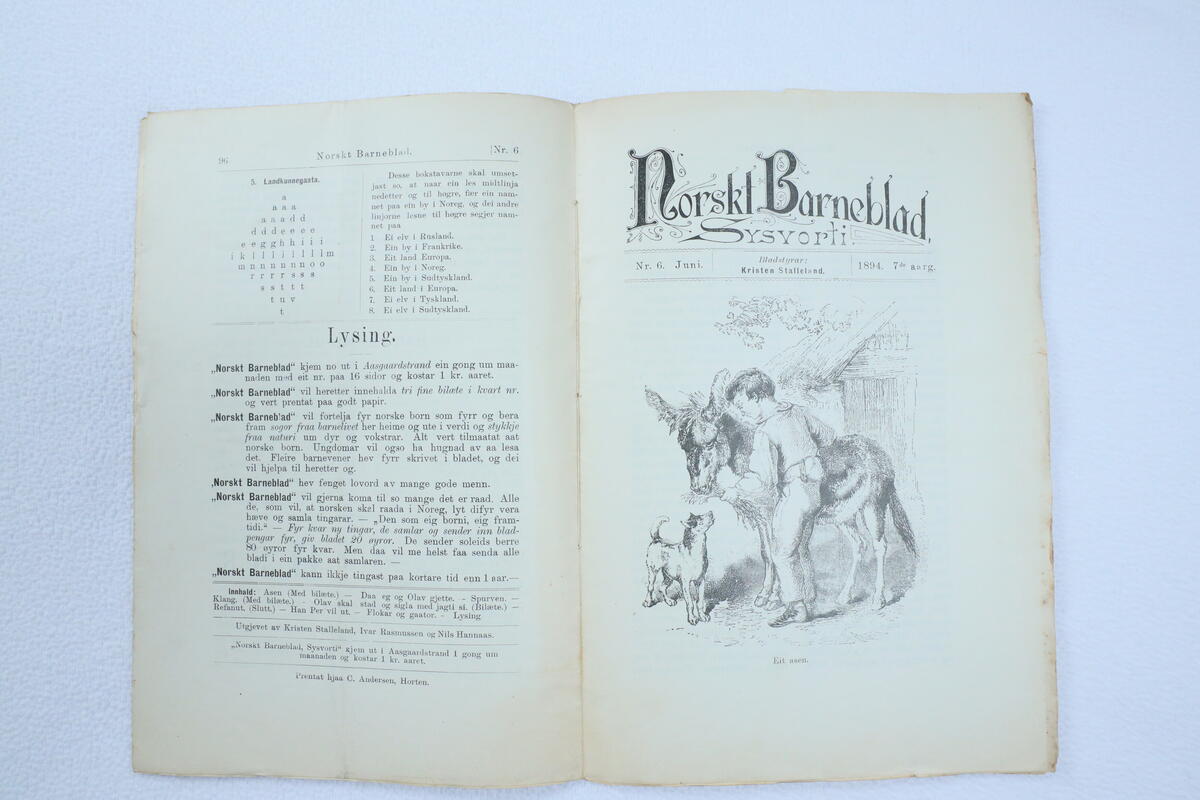 96
Norskt Barneblad.
[Nr. 6
5. Landkunnegaata.
a
a a a
a a a d d
d d d e e e e
e e g g h h i i i
i k l l l i i l l l l m
m n n n n n n o o
r r r r s s s
s s t t t
t u v
t
Desse bokstavarne skal umset-
jast so, at naar ein les midtlinja
nedetter og til høgre, fær ein nam-
net paa ein by i Noreg, og dei andre
linjorne lesne til høgre segjer nam-
net paa
1 Ei elv i Rusland.
2. Ein by i Frankrike.
3. Eit land Europa.
4. Ein by i Noreg.
5. Ein by i Sudtyskland.
6. Eit land i Europa.
7. Ei elv i Tyskland.
8. Ei elv i Sudtyskland.
Lysing.
„Norskt Barneblad“ kjem no ut i Aasgaardstrand ein gong um maa-
naden med eit nr. paa 16 sidor og kostar 1 kr. aaret.
„Norskt Barneblad“ vil heretter innehalda tri fine bilæte i kvart nr.
og vert prentat paa godt papir.
„Norskt Barneblad“ vil fortelja fyr norske born som fyrr og bera
fram sogor fraa barnelivet her heime og ute i verdi og stykkje
fraa naturi um dyr og vokstrar. Alt vert tilmaatat aat
norske born. Ungdomar vil ogso ha hugnad av aa lesa
det. Fleire barnevener hev fyrr skrivet i bladet, og dei
vil hjelpa til heretter og.
„Norskt Barneblad“ hev fenget lovord av mange gode menn.
„Norskt Barneblad“ vil gjerna koma til so mange det er raad. Alle
de, som vil, at norsken skal raada i Noreg, lyt difyr vera
hæve og samla tingarar. — „Den som eig borni, eig fram-
tidi.“ — Fyr kvar ny tingar, de samlar og sender inn blad-
pengar fyr, giv bladet 20 øyror. De sender soleids berre
80 øyror fyr kvar. Men daa vil me helst faa senda alle
bladi i ein pakke aat samlaren. —
„Norskt Barneblad“ kann ikkje tingast paa kortare tid enn 1 aar.—
Innhald: Asen (Med bilæte.) — Daa eg og Olav gjette. - Spurven. —
Klang. (Med bilæte.) - Olav skal stad og sigla med jagti si. (Bilæte.) —
Refanut. (Slutt.) — Han Per vil ut. — Flokar og gaator. - Lysing
Utgjevet av Kristen Stalleland, Ivar Rasmussen og Nils Hannaas.
„Norskt Barneblad, Sysvorti“ kjem ut i Aasgaardstrand 1 gong um
maanaden og kostar 1 kr. aaret.
Prentat hjaa C. Andersen, Horten.
Norskt Barneblad,
Sysvorti.
Nr. 6. Juni.
Bladstyrar:
Kristen Stalleland.
1894. 7de aarg.
Eit asen.